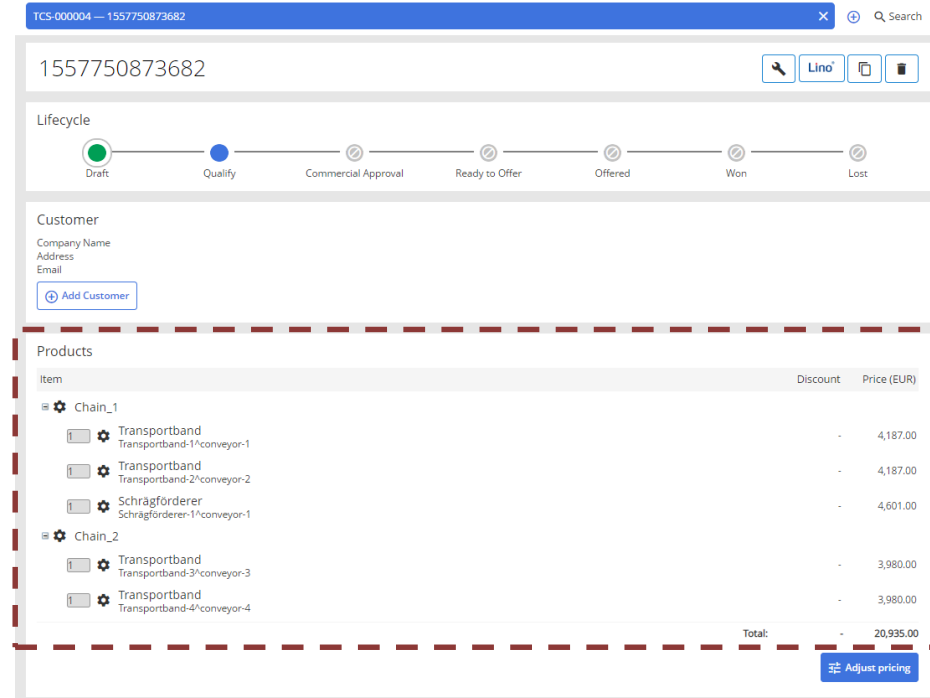 TCS-000004 — 1557750873682
Search
1557750873682
Lino°
Lifecycle
Draft Qualify Commercial Approval Ready to Offer Offered Won Lost
Customer
Company Name
Address
Email
Add Customer
Products
Item Discount Price (EUR)
Chain_1
1 Transportband - 4,187.00
Transportband-1^conveyor-1
1 Transportband - 4,187.00
Transportband-2^conveyor-2
1 Schrägförderer - 4,601.00
Schrägförderer-1^conveyor-1
Chain_2
1 Transportband - 3,980.00
Transportband-3^conveyor-3
1 Transportband - 3,980.00
Transportband-4^conveyor-4
Total: - 20,935.00
Adjust pricing